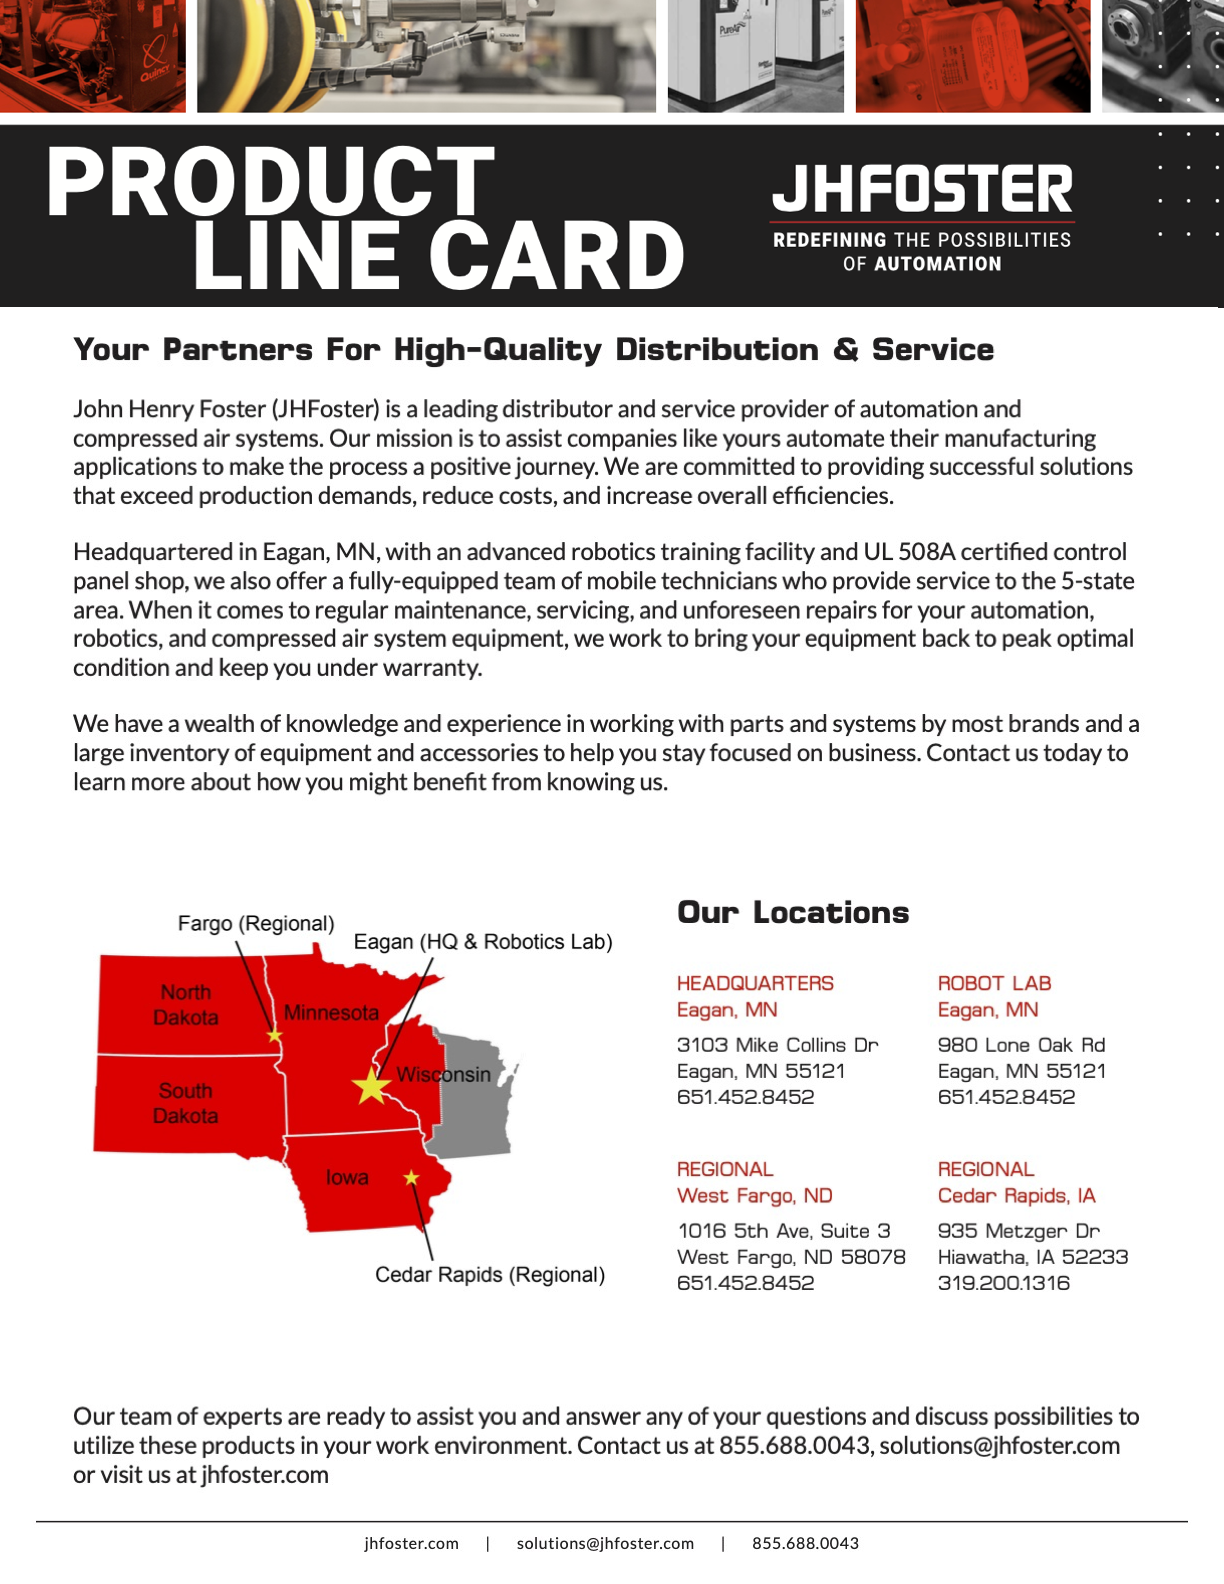 Quincy
PureAir
PRODUCT
LINE CARD
JHFOSTER
REDEFINING THE POSSIBILITIES
OF AUTOMATION
Your Partners For High-Quality Distribution & Service
John Henry Foster (JHFoster) is a leading distributor and service provider of automation and
compressed air systems. Our mission is to assist companies like yours automate their manufacturing
applications to make the process a positive journey. We are committed to providing successful solutions
that exceed production demands, reduce costs, and increase overall efficiencies.
Headquartered in Eagan, MN, with an advanced robotics training facility and UL 508A certified control
panel shop, we also offer a fully-equipped team of mobile technicians who provide service to the 5-state
area. When it comes to regular maintenance, servicing, and unforeseen repairs for your automation,
robotics, and compressed air system equipment, we work to bring your equipment back to peak optimal
condition and keep you under warranty.
We have a wealth of knowledge and experience in working with parts and systems by most brands and a
large inventory of equipment and accessories to help you stay focused on business. Contact us today to
learn more about how you might benefit from knowing us.
Fargo (Regional)
Eagan (HQ & Robotics Lab)
North
Dakota
Minnesota
Wisconsin
South
Dakota
Iowa
Cedar Rapids (Regional)
Our Locations
HEADQUARTERS
Eagan, MN
3103 Mike Collins Dr
Eagan, MN 55121
651.452.8452
ROBOT LAB
Eagan, MN
980 Lone Oak Rd
Eagan, MN 55121
651.452.8452
REGIONAL
West Fargo, ND
1016 5th Ave, Suite 3
West Fargo, ND 58078
651.452.8452
REGIONAL
Cedar Rapids, IA
935 Metzger Dr
Hiawatha, IA 52233
319.200.1316
Our team of experts are ready to assist you and answer any of your questions and discuss possibilities to
utilize these products in your work environment. Contact us at 855.688.0043, solutions@jhfoster.com
or visit us at jhfoster.com
jhfoster.com | solutions@jhfoster.com | 855.688.0043